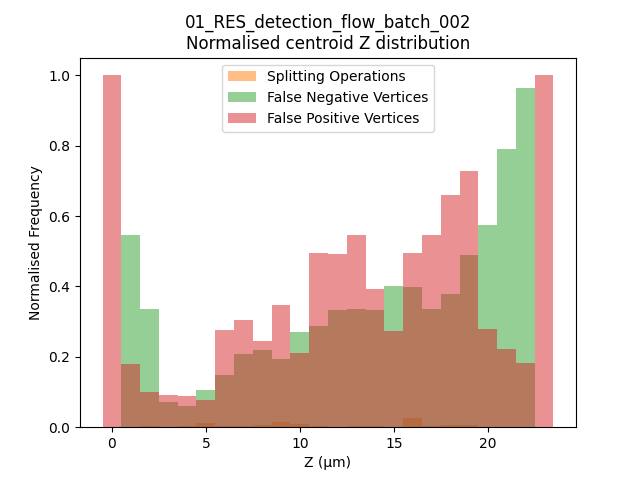 01_RES_detection_flow_batch_002
Normalised centroid Z distribution
Splitting Operations
False Negative Vertices
False Positive Vertices
Normalised Frequency
1.0
0.8
0.6
0.4
0.2
0.0
0
5
10
15
20
Z (μm)